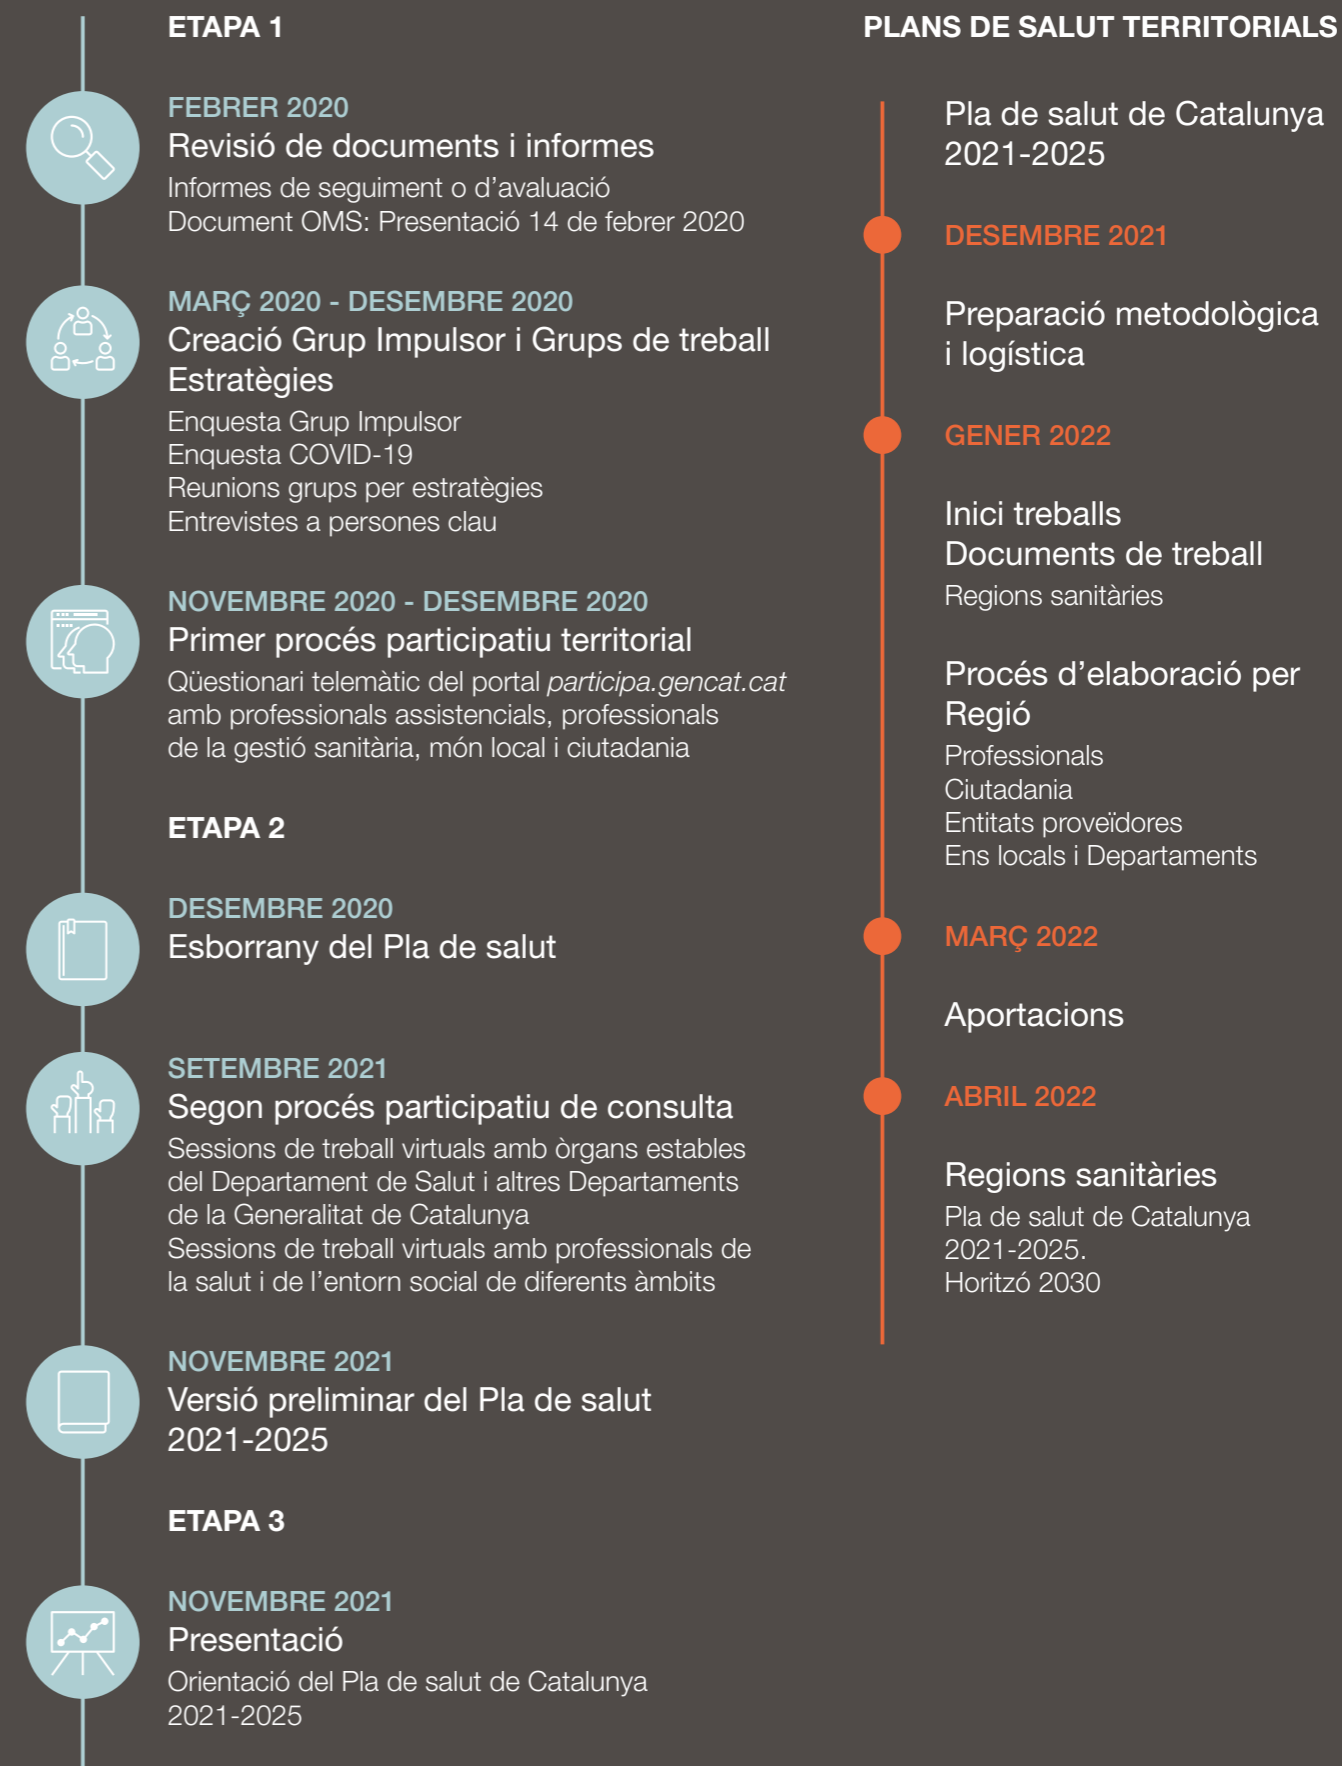 ETAPA 1
FEBRER 2020
Revisió de documents i informes
Informes de seguiment o d’avaluació
Document OMS: Presentació 14 de febrer 2020
MARÇ 2020 - DESEMBRE 2020
Creació Grup Impulsor i Grups de treball
Estratègies
Enquesta Grup Impulsor
Enquesta COVID-19
Reunions grups per estratègies
Entrevistes a persones clau
NOVEMBRE 2020 - DESEMBRE 2020
Primer procés participatiu territorial
Qüestionari telemàtic del portal participa.gencat.cat
amb professionals assistencials, professionals
de la gestió sanitària, món local i ciutadania
ETAPA 2
DESEMBRE 2020
Esborrany del Pla de salut
SETEMBRE 2021
Segon procés participatiu de consulta
Sessions de treball virtuals amb òrgans estables
del Departament de Salut i altres Departaments
de la Generalitat de Catalunya
Sessions de treball virtuals amb professionals de
la salut i de l’entorn social de diferents àmbits
NOVEMBRE 2021
Versió preliminar del Pla de salut
2021-2025
ETAPA 3
NOVEMBRE 2021
Presentació
Orientació del Pla de salut de Catalunya
2021-2025
PLANS DE SALUT TERRITORIALS
Pla de salut de Catalunya
2021-2025
DESEMBRE 2021
Preparació metodològica
i logística
GENER 2022
Inici treballs
Documents de treball
Regions sanitàries
Procés d’elaboració per
Regió
Professionals
Ciutadania
Entitats proveïdores
Ens locals i Departaments
MARÇ 2022
Aportacions
ABRIL 2022
Regions sanitàries
Pla de salut de Catalunya
2021-2025.
Horitzó 2030